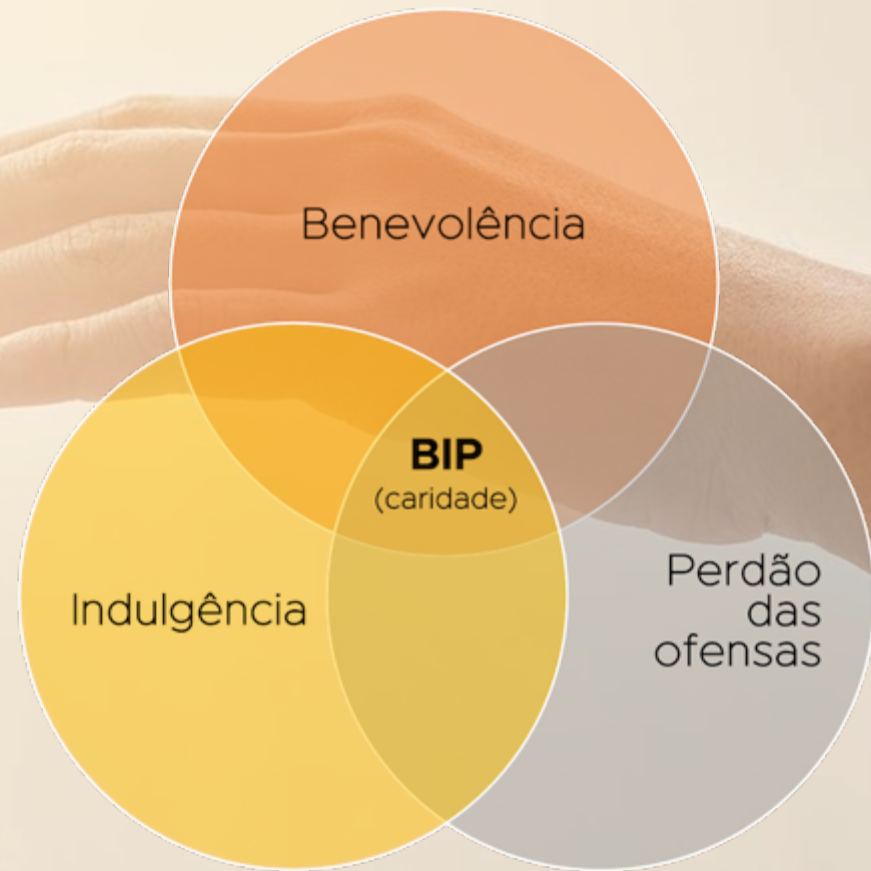 Benevolência
BIP
(caridade)
Indulgência
Perdão
das
ofensas